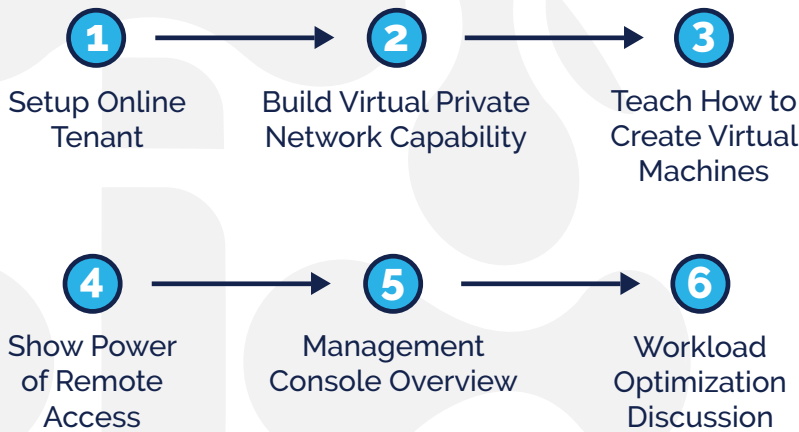 1
2
3
Setup Online
Tenant
Build Virtual Private
Network Capability
Teach How to
Create Virtual
Machines
4
5
6
Show Power
of Remote
Access
Management
Console Overview
Workload
Optimization
Discussion